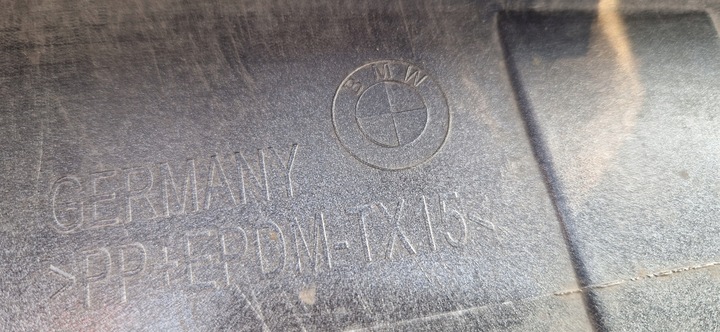 BMW
GERMANY
>PP+EPDM-TX15<